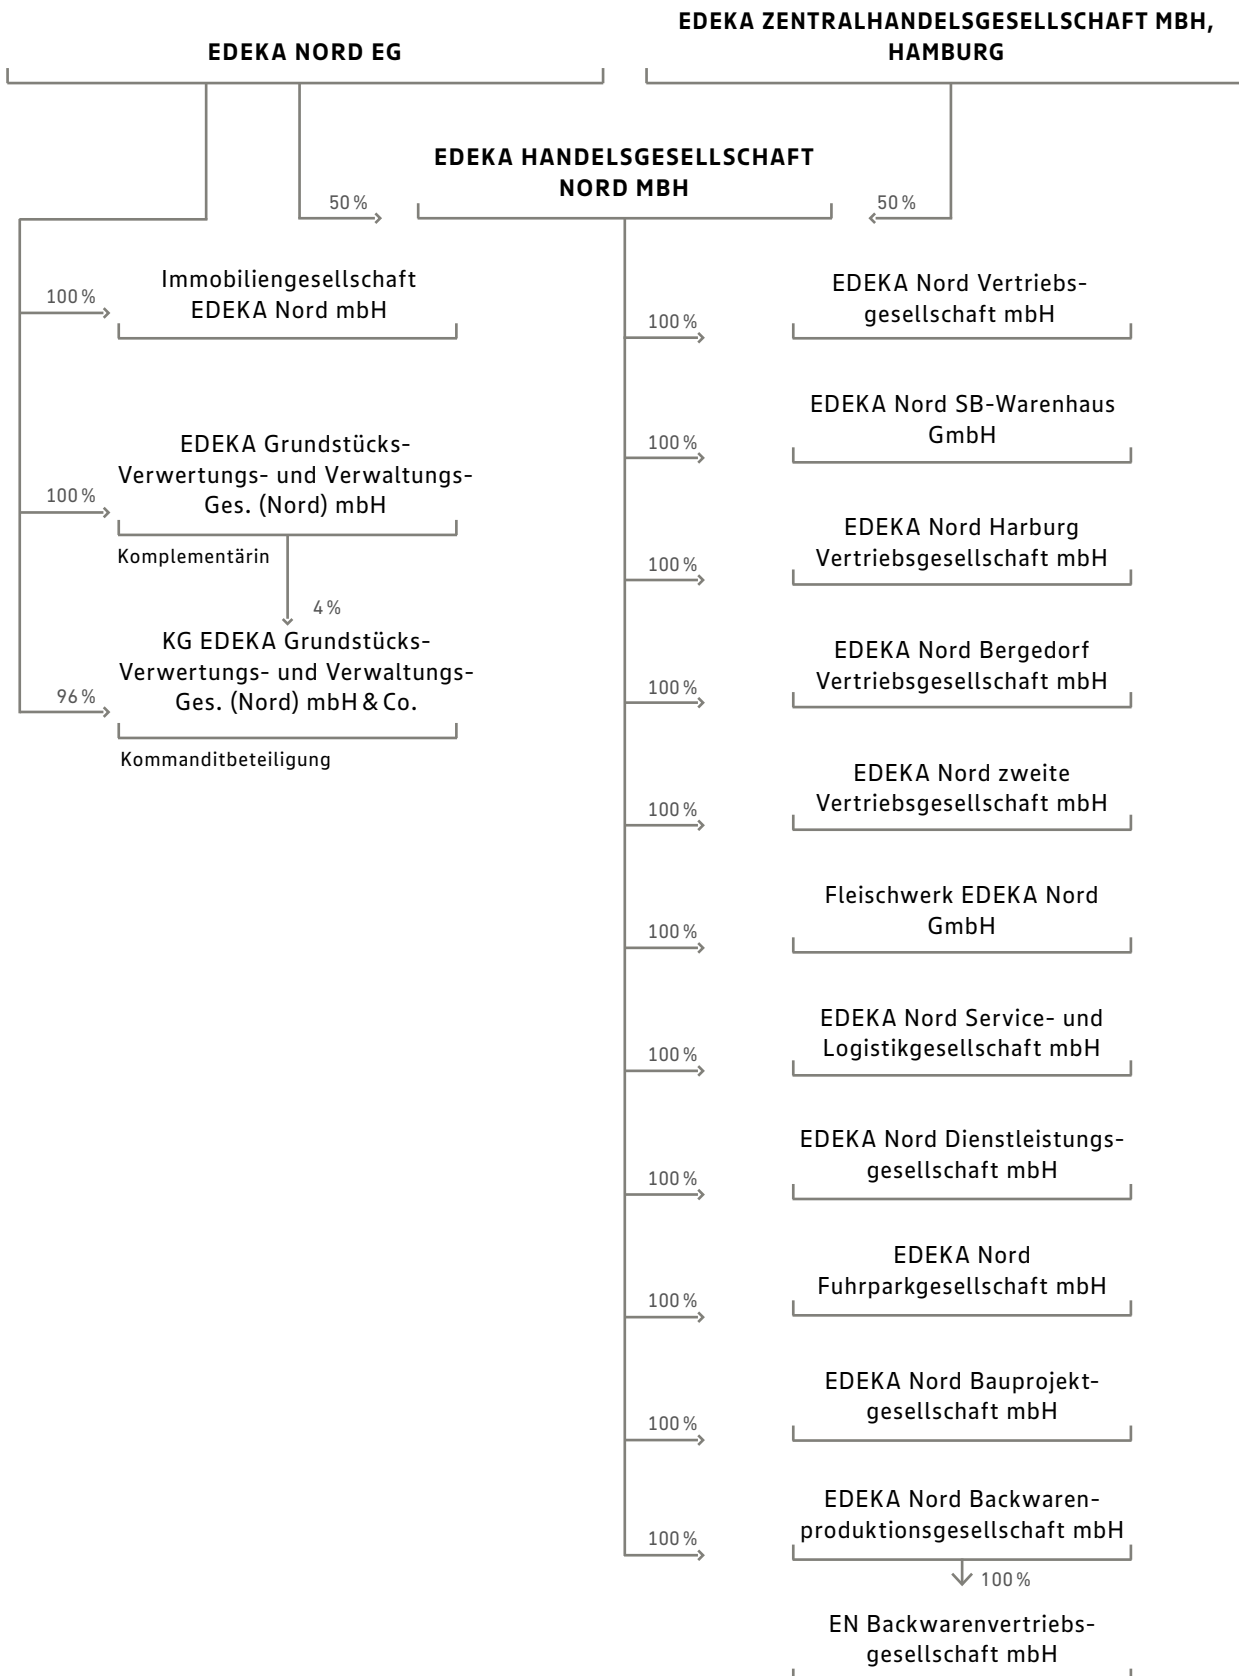 EDEKA NORD EG
EDEKA ZENTRALHANDELSGESELLSCHAFT MBH,
HAMBURG
EDEKA HANDELSGESELLSCHAFT
NORD MBH
50 %
50 %
Immobiliengesellschaft
EDEKA Nord mbH
100 %
EDEKA Grundstücks-
Verwertungs- und Verwaltungs-
Ges. (Nord) mbH
100 %
Komplementärin
4 %
KG EDEKA Grundstücks-
Verwertungs- und Verwaltungs-
Ges. (Nord) mbH & Co.
96 %
Kommanditbeteiligung
EDEKA Nord Vertriebs-
gesellschaft mbH
100 %
EDEKA Nord SB-Warenhaus
GmbH
100 %
EDEKA Nord Harburg
Vertriebsgesellschaft mbH
100 %
EDEKA Nord Bergedorf
Vertriebsgesellschaft mbH
100 %
EDEKA Nord zweite
Vertriebsgesellschaft mbH
100 %
Fleischwerk EDEKA Nord
GmbH
100 %
EDEKA Nord Service- und
Logistikgesellschaft mbH
100 %
EDEKA Nord Dienstleistungs-
gesellschaft mbH
100 %
EDEKA Nord
Fuhrparkgesellschaft mbH
100 %
EDEKA Nord Bauprojekt-
gesellschaft mbH
100 %
EDEKA Nord Backwaren-
produktionsgesellschaft mbH
100 %
100 %
EN Backwarenvertriebs-
gesellschaft mbH